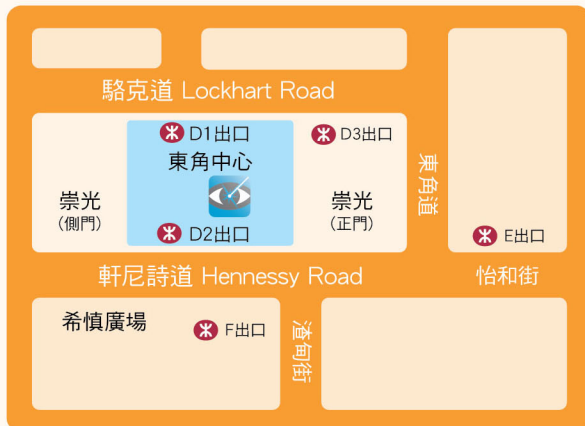 駱克道 Lockhart Road
D1出口
D3出口
東角中心
東角道
崇光
(側門)
崇光
(正門)
D2出口
E出口
軒尼詩道 Hennessy Road
怡和街
希慎廣場
F出口
渣甸街